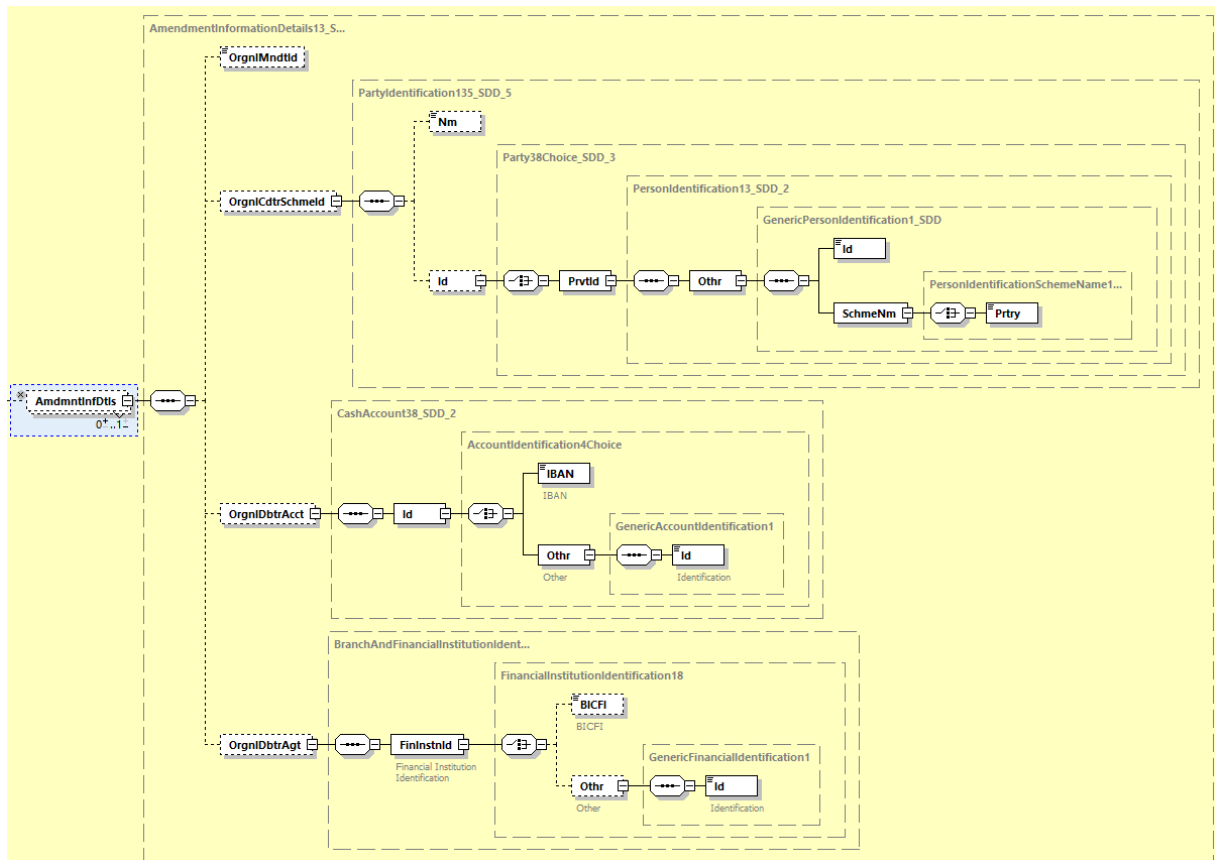 AmendmentInformationDetails13_S...
OrgnlMndtId
PartyIdentification135_SDD_5
Nm
Party38Choice_SDD_3
PersonIdentification13_SDD_2
GenericPersonIdentification1_SDD
OrgnlCdtrSchmeId
Id
PersonIdentificationSchemeName1...
Id
PrvtId
Othr
SchmeNm
Prtry
AmdmntInfDtls
0+..1
CashAccount38_SDD_2
AccountIdentification4Choice
IBAN
IBAN
OrgnlDbtrAcct
Id
GenericAccountIdentification1
Othr
Id
Other
Identification
BranchAndFinancialInstitutionIdent...
FinancialInstitutionIdentification18
BICFI
BICFI
OrgnlDbtrAgt
FinInstnId
GenericFinancialIdentification1
Financial Institution
Identification
Othr
Id
Other
Identification